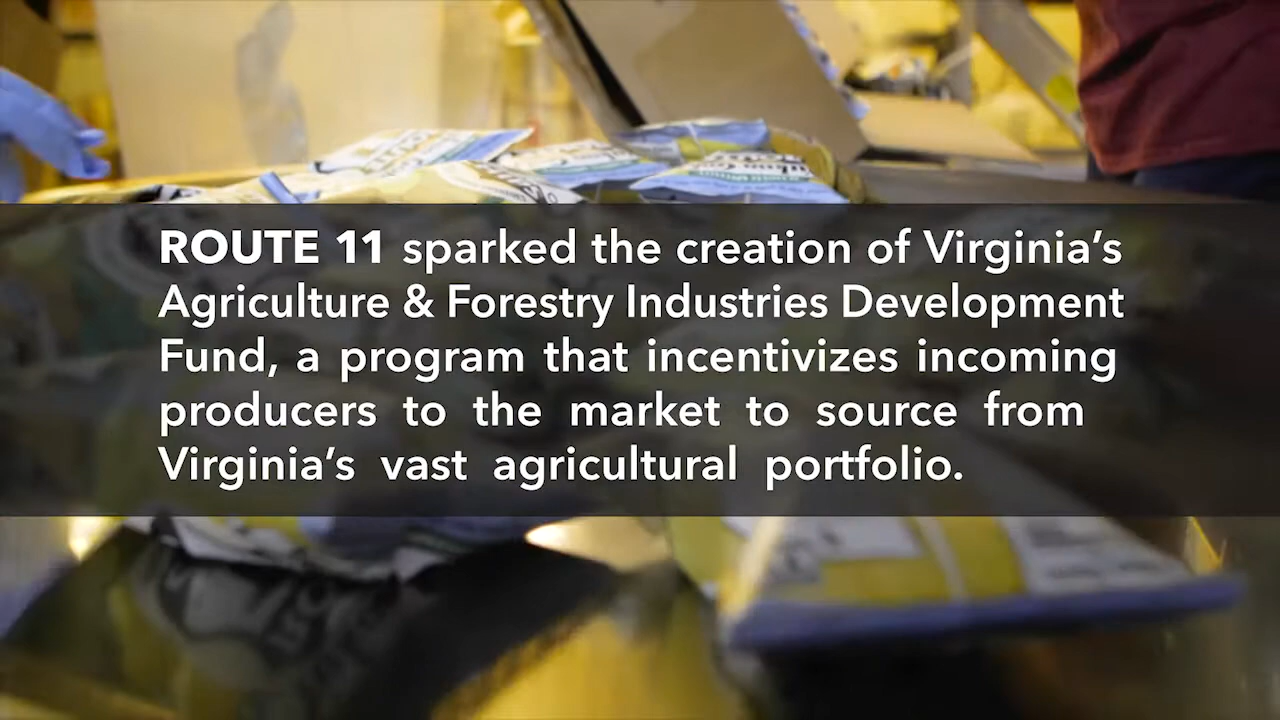 ROUTE 11 sparked the creation of Virginia’s
Agriculture & Forestry Industries Development
Fund, a program that incentivizes incoming
producers to the market to source from
Virginia’s vast agricultural portfolio.